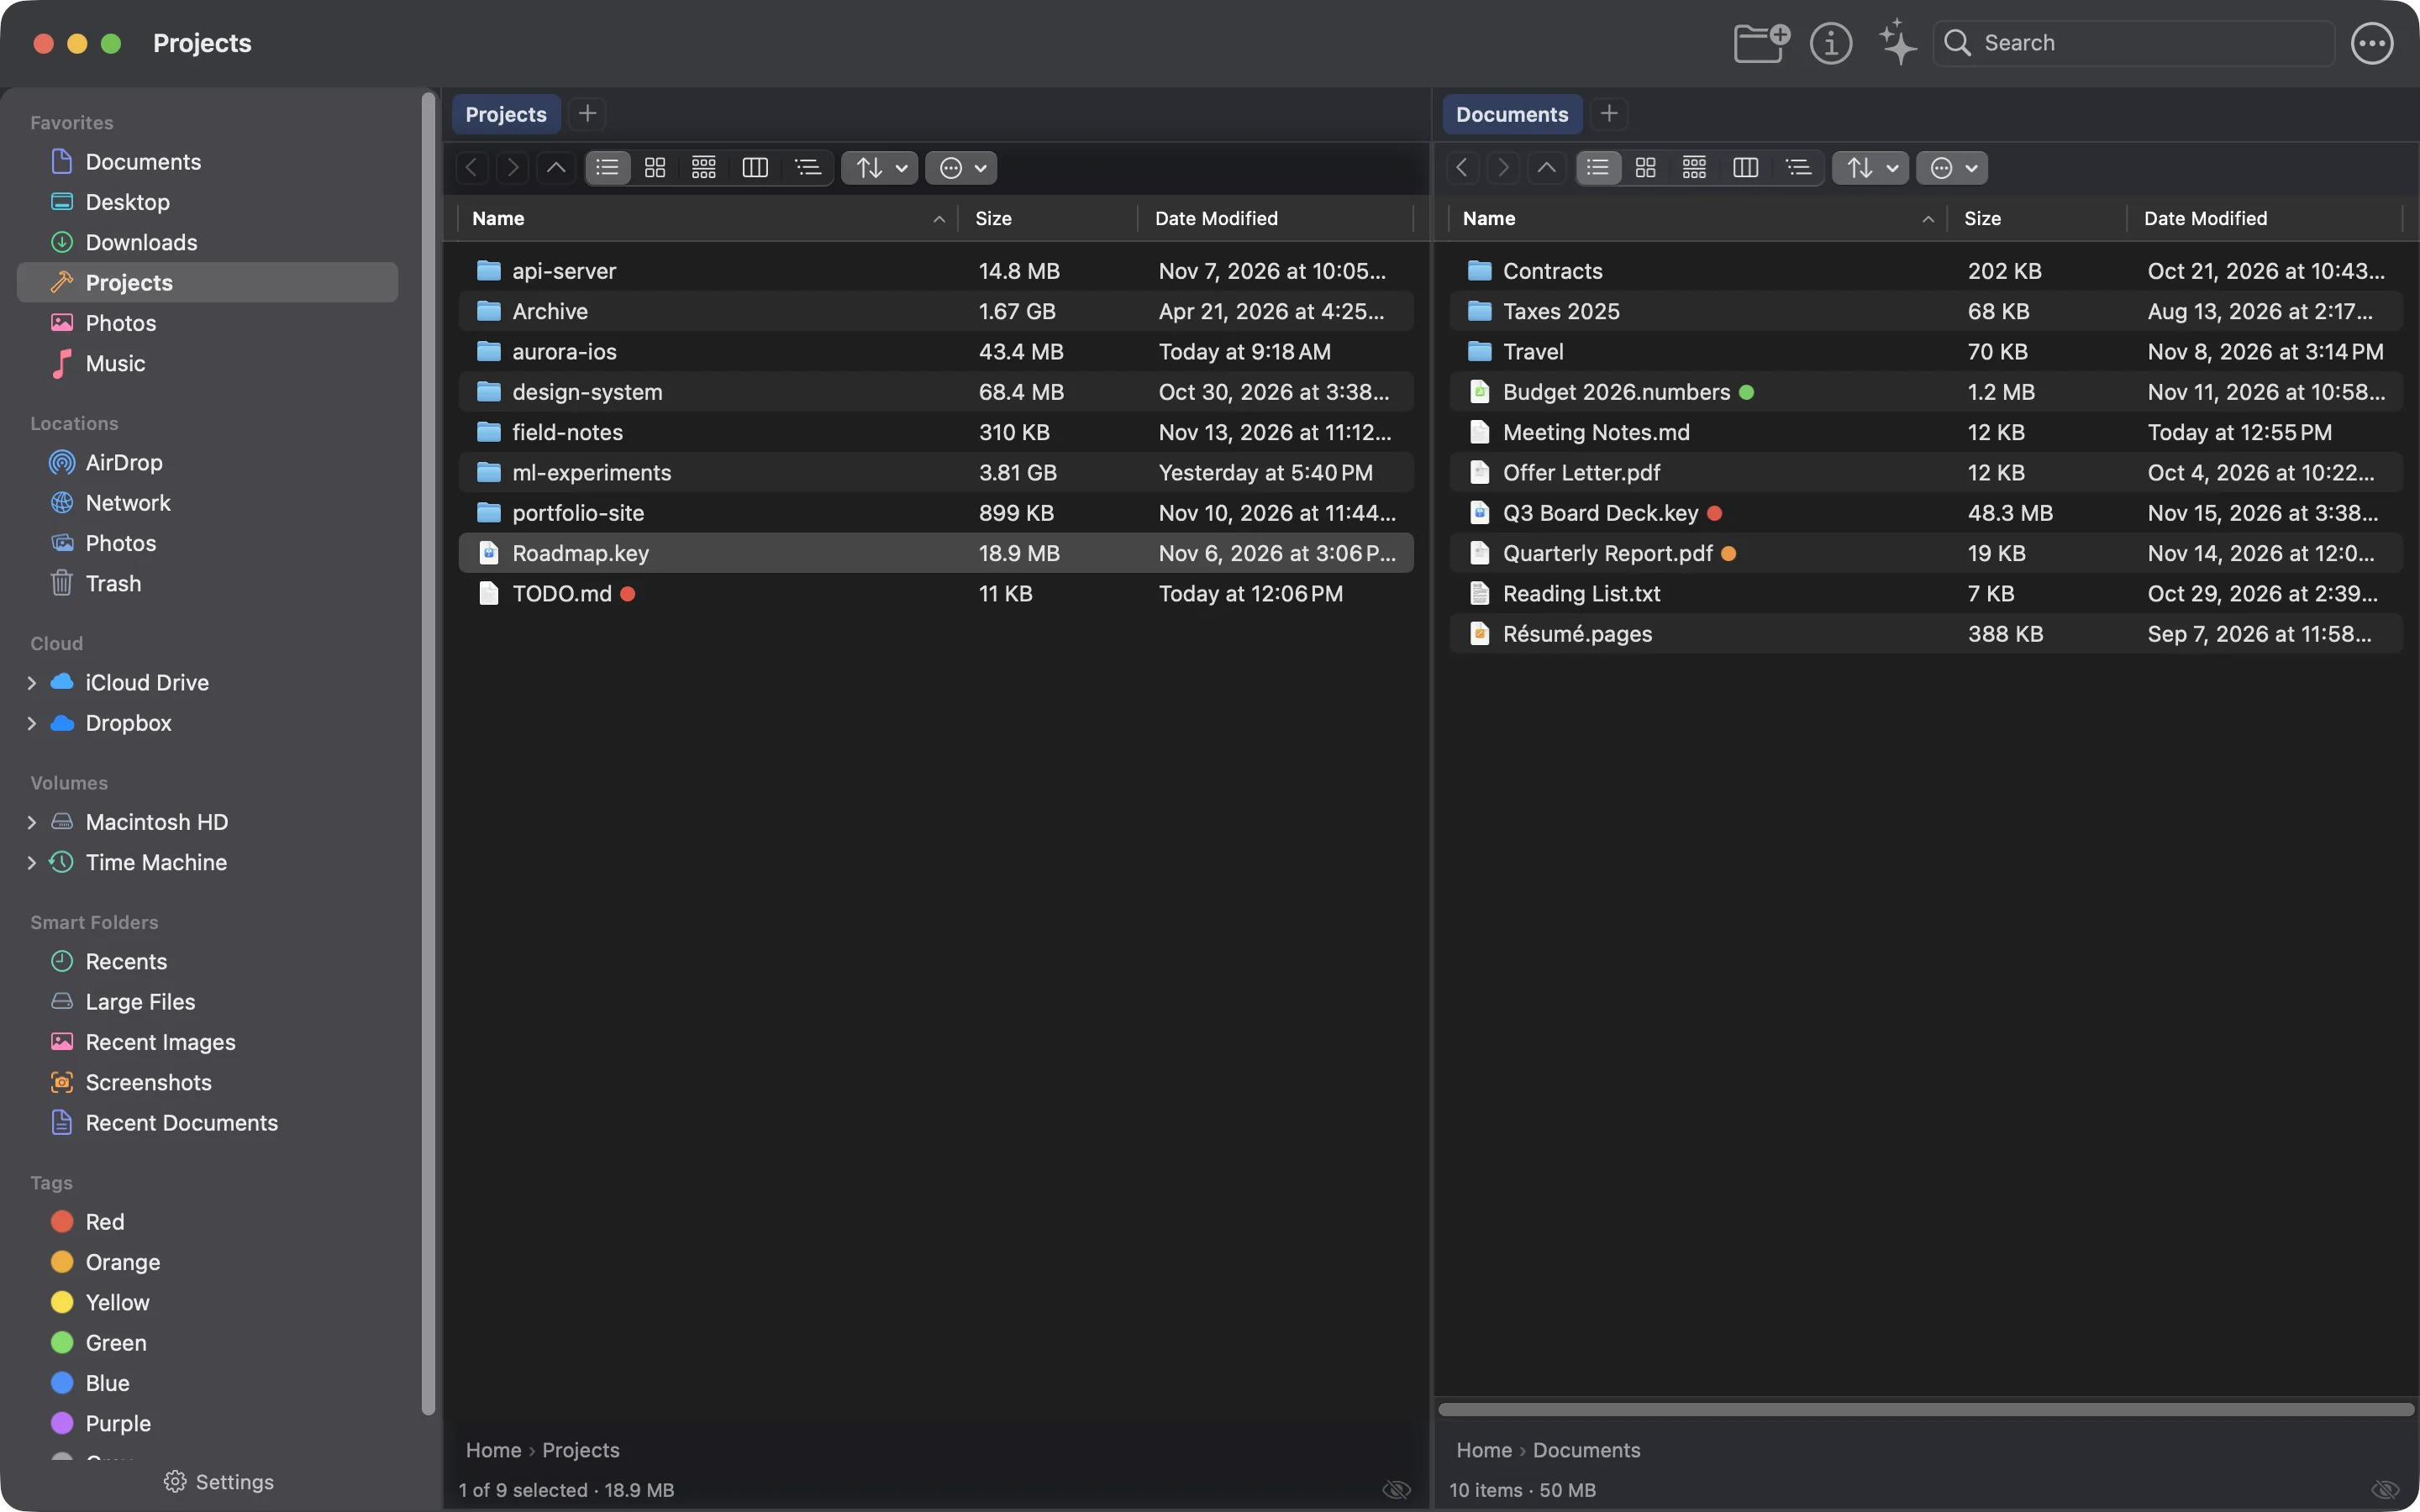 Projects
Search
Favorites
Documents
Desktop
Downloads
Projects
Photos
Music
Locations
AirDrop
Network
Photos
Trash
Cloud
iCloud Drive
Dropbox
Volumes
Macintosh HD
Time Machine
Smart Folders
Recents
Large Files
Recent Images
Screenshots
Recent Documents
Tags
Red
Orange
Yellow
Green
Blue
Purple
Settings
Projects
Name Size Date Modified
api-server 14.8 MB Nov 7, 2026 at 10:05...
Archive 1.67 GB Apr 21, 2026 at 4:25...
aurora-ios 43.4 MB Today at 9:18 AM
design-system 68.4 MB Oct 30, 2026 at 3:38...
field-notes 310 KB Nov 13, 2026 at 11:12...
ml-experiments 3.81 GB Yesterday at 5:40 PM
portfolio-site 899 KB Nov 10, 2026 at 11:44...
Roadmap.key 18.9 MB Nov 6, 2026 at 3:06 P...
TODO.md 11 KB Today at 12:06 PM
Home › Projects
1 of 9 selected · 18.9 MB
Documents
Name Size Date Modified
Contracts 202 KB Oct 21, 2026 at 10:43...
Taxes 2025 68 KB Aug 13, 2026 at 2:17...
Travel 70 KB Nov 8, 2026 at 3:14 PM
Budget 2026.numbers 1.2 MB Nov 11, 2026 at 10:58...
Meeting Notes.md 12 KB Today at 12:55 PM
Offer Letter.pdf 12 KB Oct 4, 2026 at 10:22...
Q3 Board Deck.key 48.3 MB Nov 15, 2026 at 3:38...
Quarterly Report.pdf 19 KB Nov 14, 2026 at 12:0...
Reading List.txt 7 KB Oct 29, 2026 at 2:39...
Résumé.pages 388 KB Sep 7, 2026 at 11:58...
Home › Documents
10 items · 50 MB